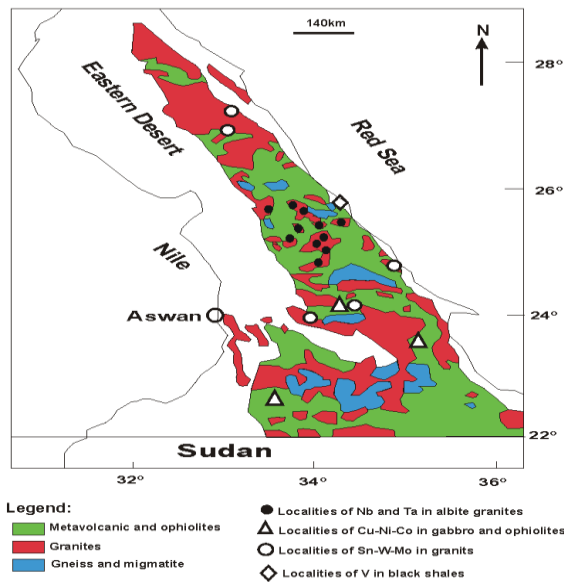 140km
N
28°
Eastern Desert
Red Sea
26°
Nile
Aswan
24°
22°
Sudan
32°
34°
36°
Legend:
Metavolcanic and ophiolites
Granites
Gneiss and migmatite
Localities of Nb and Ta in albite granites
Localities of Cu-Ni-Co in gabbro and ophiolites
Localities of Sn-W-Mo in granits
Localities of V in black shales